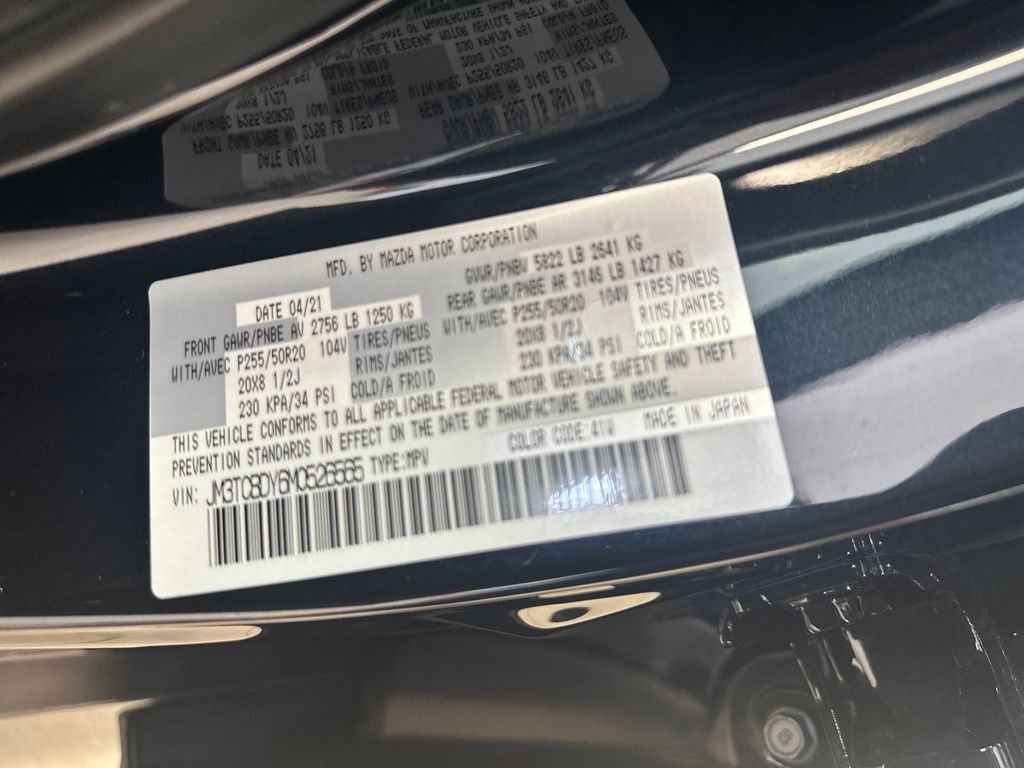 MFD. BY MAZDA MOTOR CORPORATION
DATE 04/21
GVWR/PNBV 5822 LB 2641 KG
FRONT GAWR/PNBE AV 2756 LB 1250 KG
REAR GAWR/PNBE AR 3146 LB 1427 KG
WITH/AVEC P255/50R20 104V TIRES/PNEUS
WITH/AVEC P255/50R20 104V TIRES/PNEUS
20X8 1/2J RIMS/JANTES
20X8 1/2J RIMS/JANTES
230 KPA/34 PSI COLD/A FROID
230 KPA/34 PSI COLD/A FROID
THIS VEHICLE CONFORMS TO ALL APPLICABLE FEDERAL MOTOR VEHICLE SAFETY AND THEFT
PREVENTION STANDARDS IN EFFECT ON THE DATE OF MANUFACTURE SHOWN ABOVE.
COLOR CODE:41W MADE IN JAPAN
VIN: JM3TCBDY6M0526565 TYPE:MPV